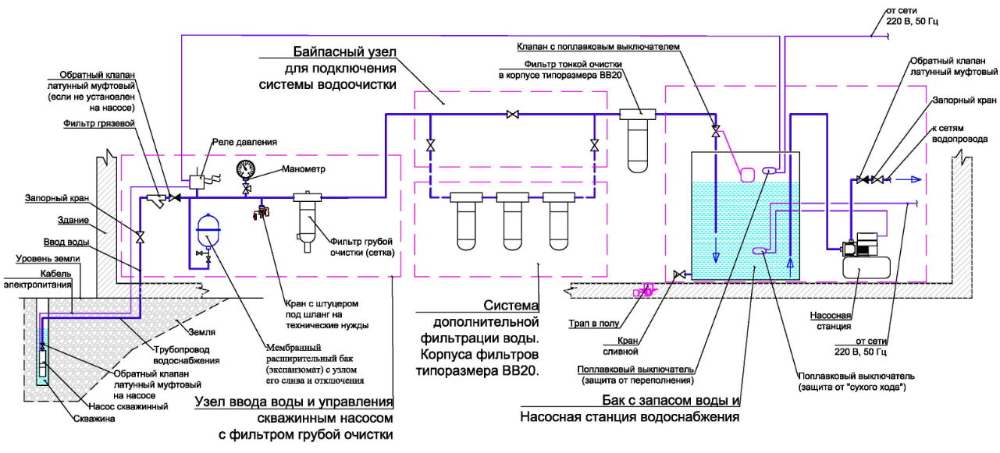 от сети
220 В, 50 Гц
Байпасный узел
для подключения
системы водоочистки
Клапан с поплавковым выключателем
Фильтр тонкой очистки
в корпусе типоразмера ВВ20
Обратный клапан
латунный муфтовый
Запорный кран
к сетям
водопровода
Обратный клапан
латунный муфтовый
(если не установлен
на насосе)
Фильтр грязевой
Реле давления
Манометр
Запорный кран
Здание
Ввод воды
Уровень земли
Кабель
электропитания
Фильтр грубой
очистки (сетка)
Кран с штуцером
под шланг на
технические нужды
Земля
Трубопровод
водоснабжения
Мембранный
расширительный бак
(экспанзомат) с узлом
его слива и отключения
Обратный клапан
латунный муфтовый
на насосе
Насос скважинный
Скважина
Узел ввода воды и управления
скважинным насосом
с фильтром грубой очистки
Система
дополнительной
фильтрации воды.
Корпуса фильтров
типоразмера ВВ20.
Трап в полу
Кран
сливной
Поплавковый выключатель
(защита от переполнения)
Бак с запасом воды и
Насосная станция водоснабжения
Насосная
станция
от сети
220 В, 50 Гц
Поплавковый выключатель
(защита от "сухого хода")